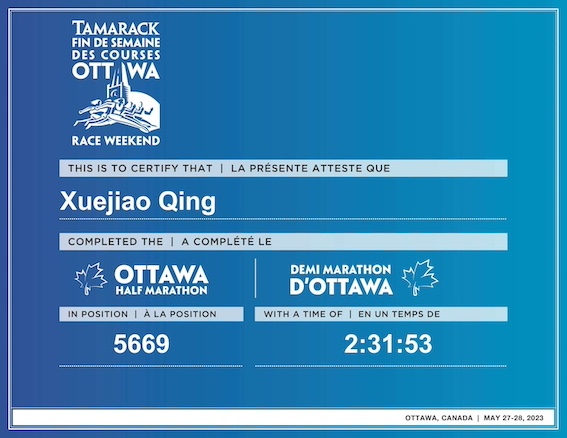 TAMARACK
FIN DE SEMAINE
DES COURSES
OTTAWA
RACE WEEKEND
THIS IS TO CERTIFY THAT | LA PRÉSENTE ATTESTE QUE
Xuejiao Qing
COMPLETED THE | A COMPLÉTÉ LE
OTTAWA
HALF MARATHON
DEMI MARATHON
D'OTTAWA
IN POSITION | À LA POSITION
WITH A TIME OF | EN UN TEMPS DE
5669
2:31:53
OTTAWA, CANADA | MAY 27-28, 2023